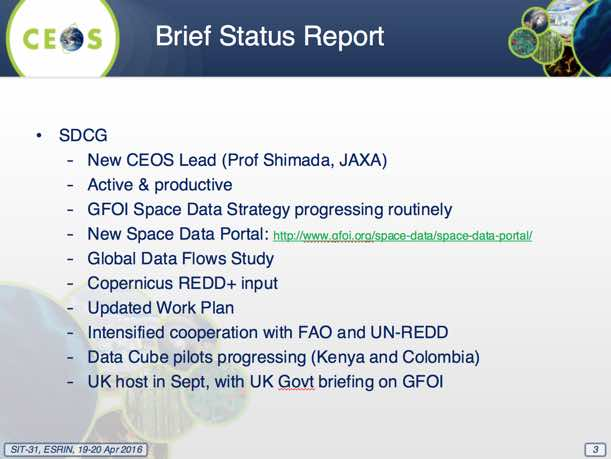 CEOS
Brief Status Report
• SDCG
- New CEOS Lead (Prof Shimada, JAXA)
- Active & productive
- GFOI Space Data Strategy progressing routinely
- New Space Data Portal: http://www.gfoi.org/space-data/space-data-portal/
- Global Data Flows Study
- Copernicus REDD+ input
- Updated Work Plan
- Intensified cooperation with FAO and UN-REDD
- Data Cube pilots progressing (Kenya and Colombia)
- UK host in Sept, with UK Govt briefing on GFOI
SIT-31, ESRIN, 19-20 Apr 2016
3